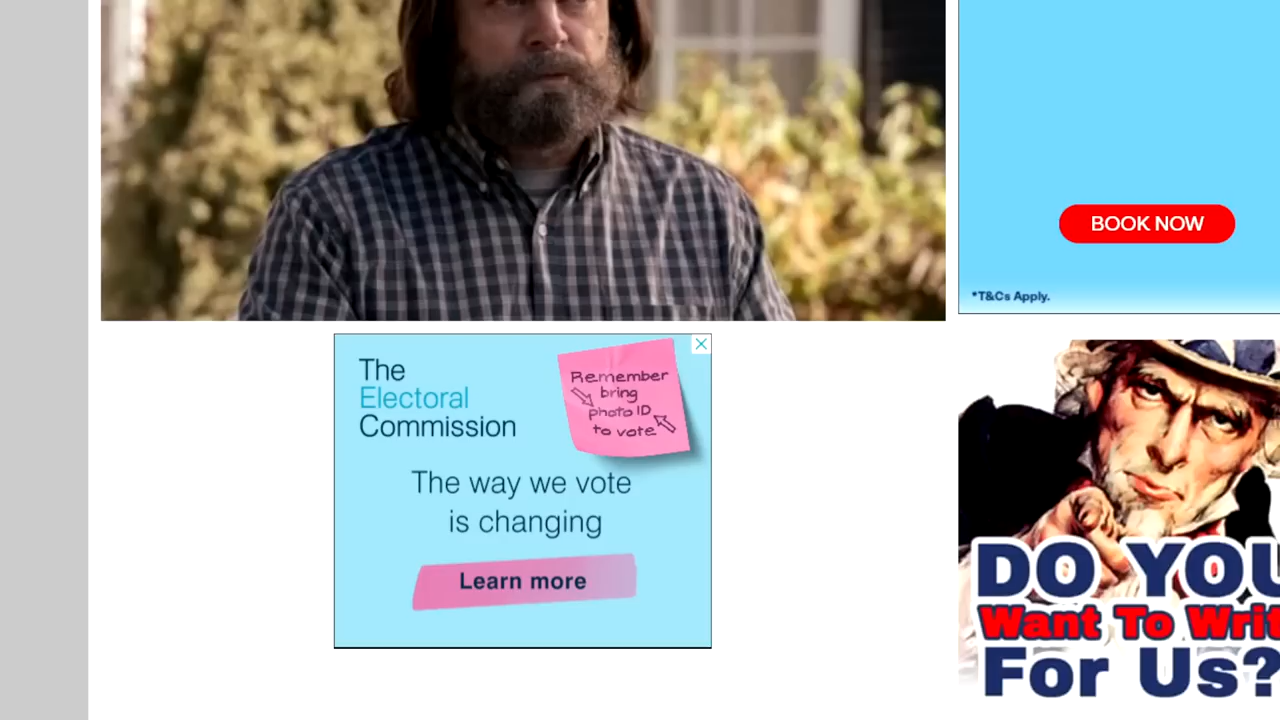 BOOK NOW
*T&Cs Apply.
The
Electoral
Commission
Remember
bring
photo ID
to vote
The way we vote
is changing
Learn more
DO YOU
Want To Writ
For Us?